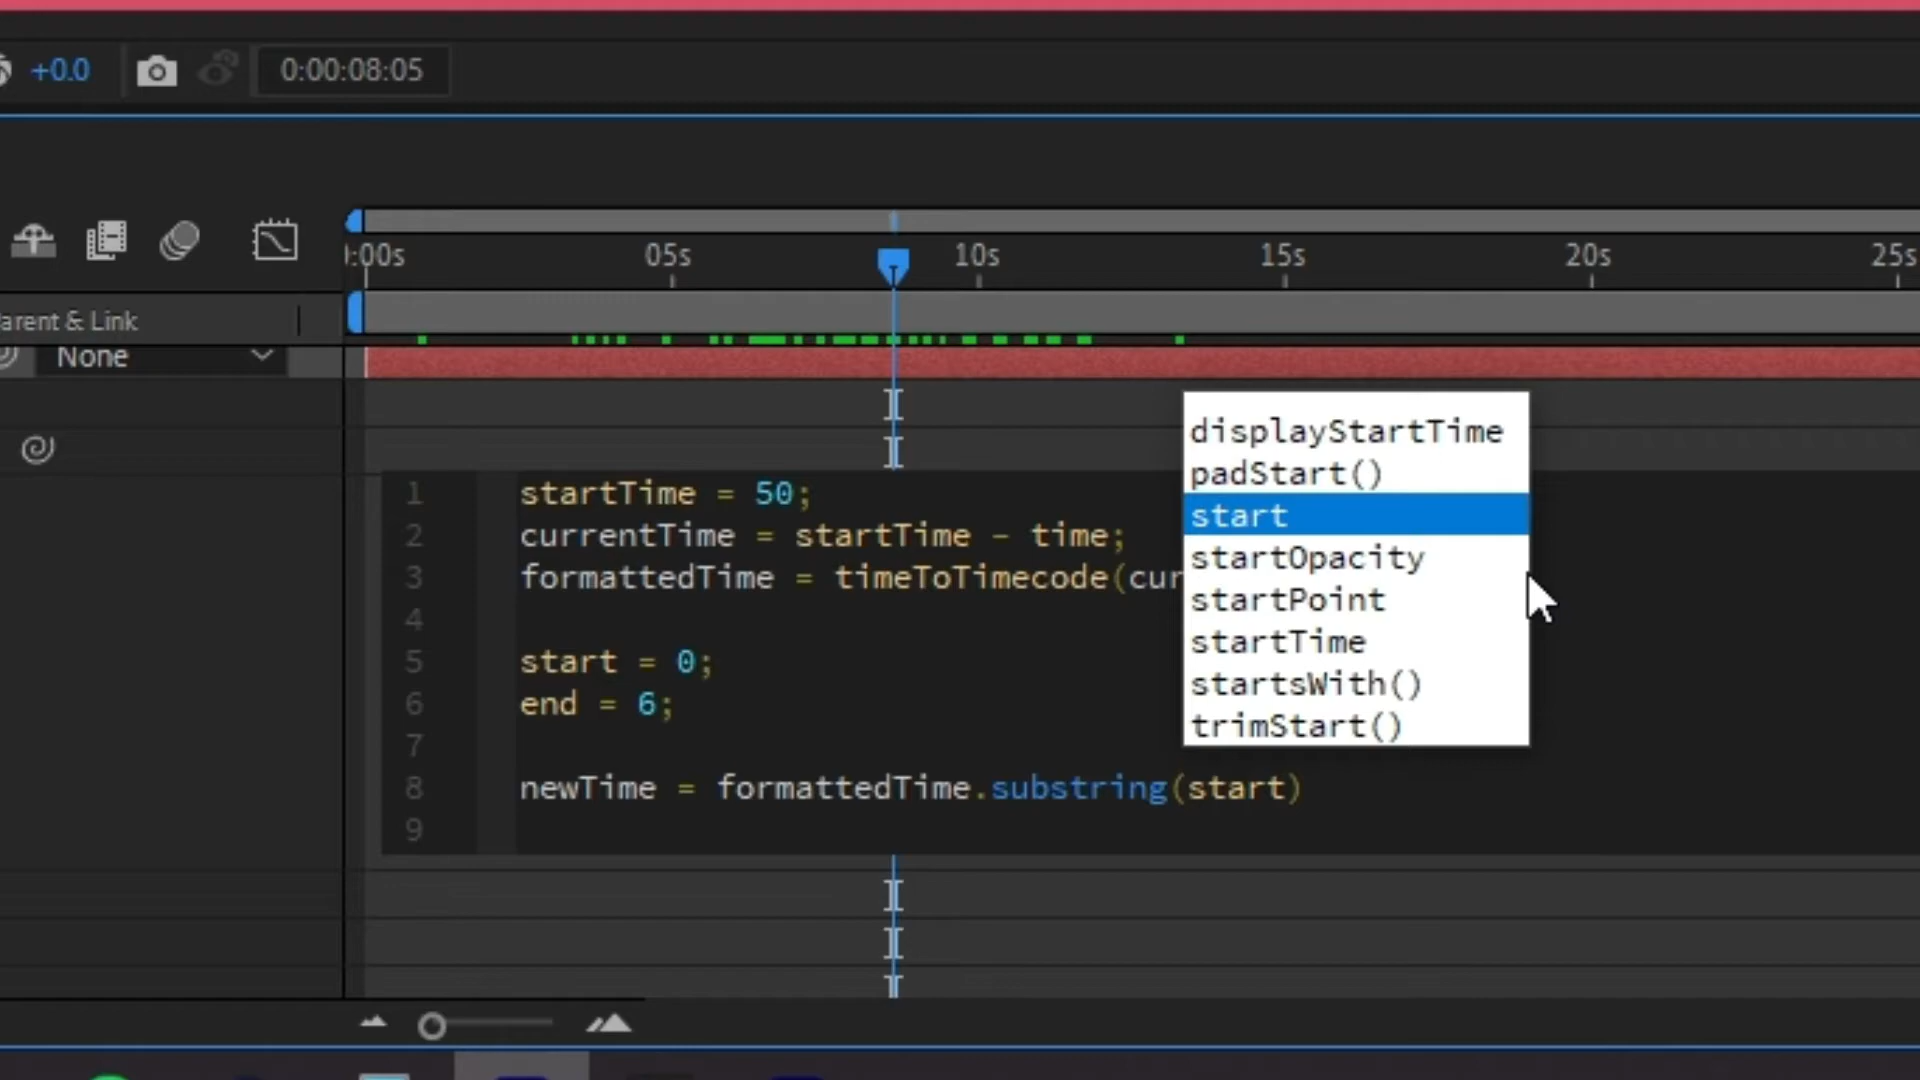 +0.0
0:00:08:05
:00s 05s 10s 15s 20s 25s
arent & Link
None
displayStartTime
padStart()
start
startOpacity
startPoint
startTime
startsWith()
trimStart()
1 startTime = 50;
2 currentTime = startTime - time;
3 formattedTime = timeToTimecode(cur
4
5 start = 0;
6 end = 6;
7
8 newTime = formattedTime.substring(start)
9